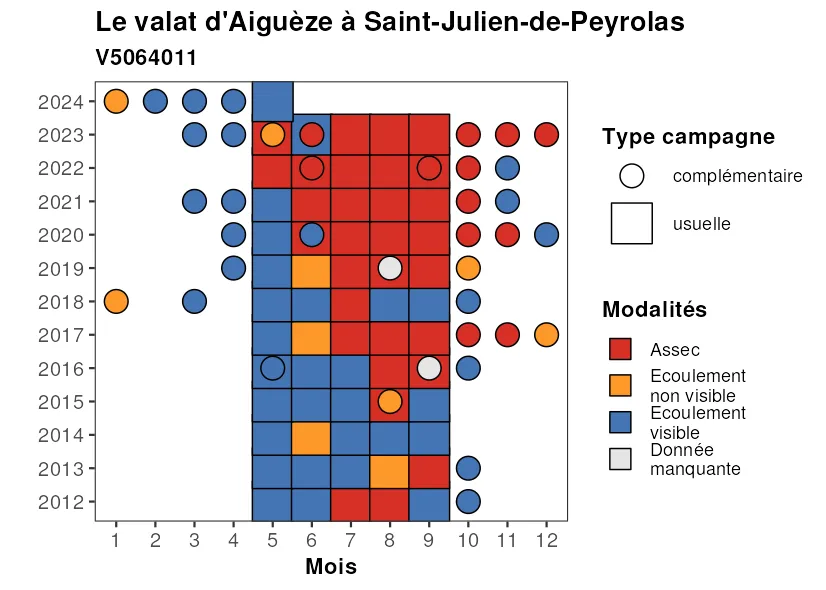 Le valat d'Aiguèze à Saint-Julien-de-Peyrolas
V5064011
2024
2023
2022
2021
2020
2019
2018
2017
2016
2015
2014
2013
2012
1 2 3 4 5 6 7 8 9 10 11 12
Mois
Type campagne
complémentaire
usuelle
Modalités
Assec
Ecoulement
non visible
Ecoulement
visible
Donnée
manquante